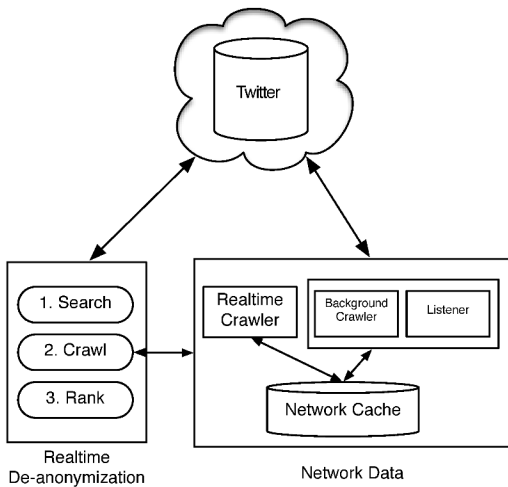 Twitter
1. Search
2. Crawl
3. Rank
Realtime
De-anonymization
Realtime
Crawler
Background
Crawler
Listener
Network Cache
Network Data